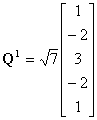 Q¹ = √7 [ 1
− 2
3
− 2
1 ]